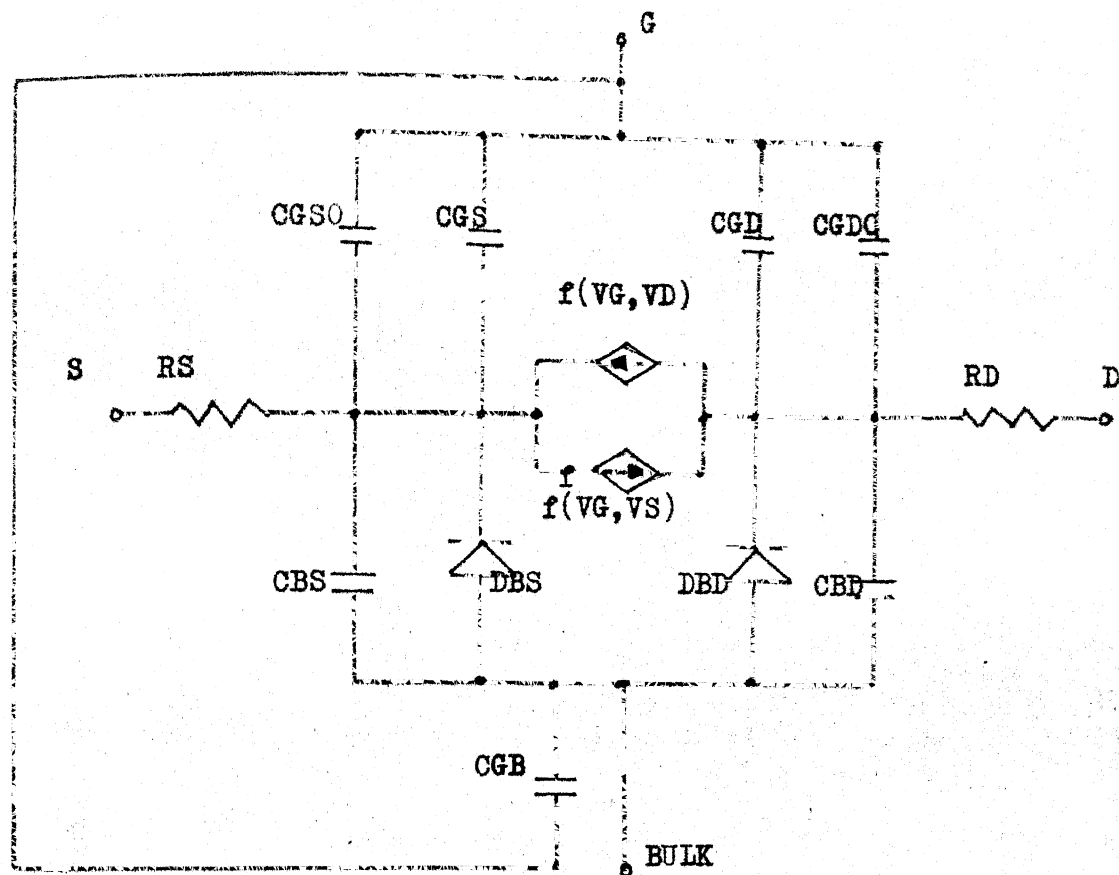 G
CGSO CGS CGD CGDO
f(VG,VD)
S RS RD D
f(VG,VS)
CBS DBS DBD CBD
CGB
BULK